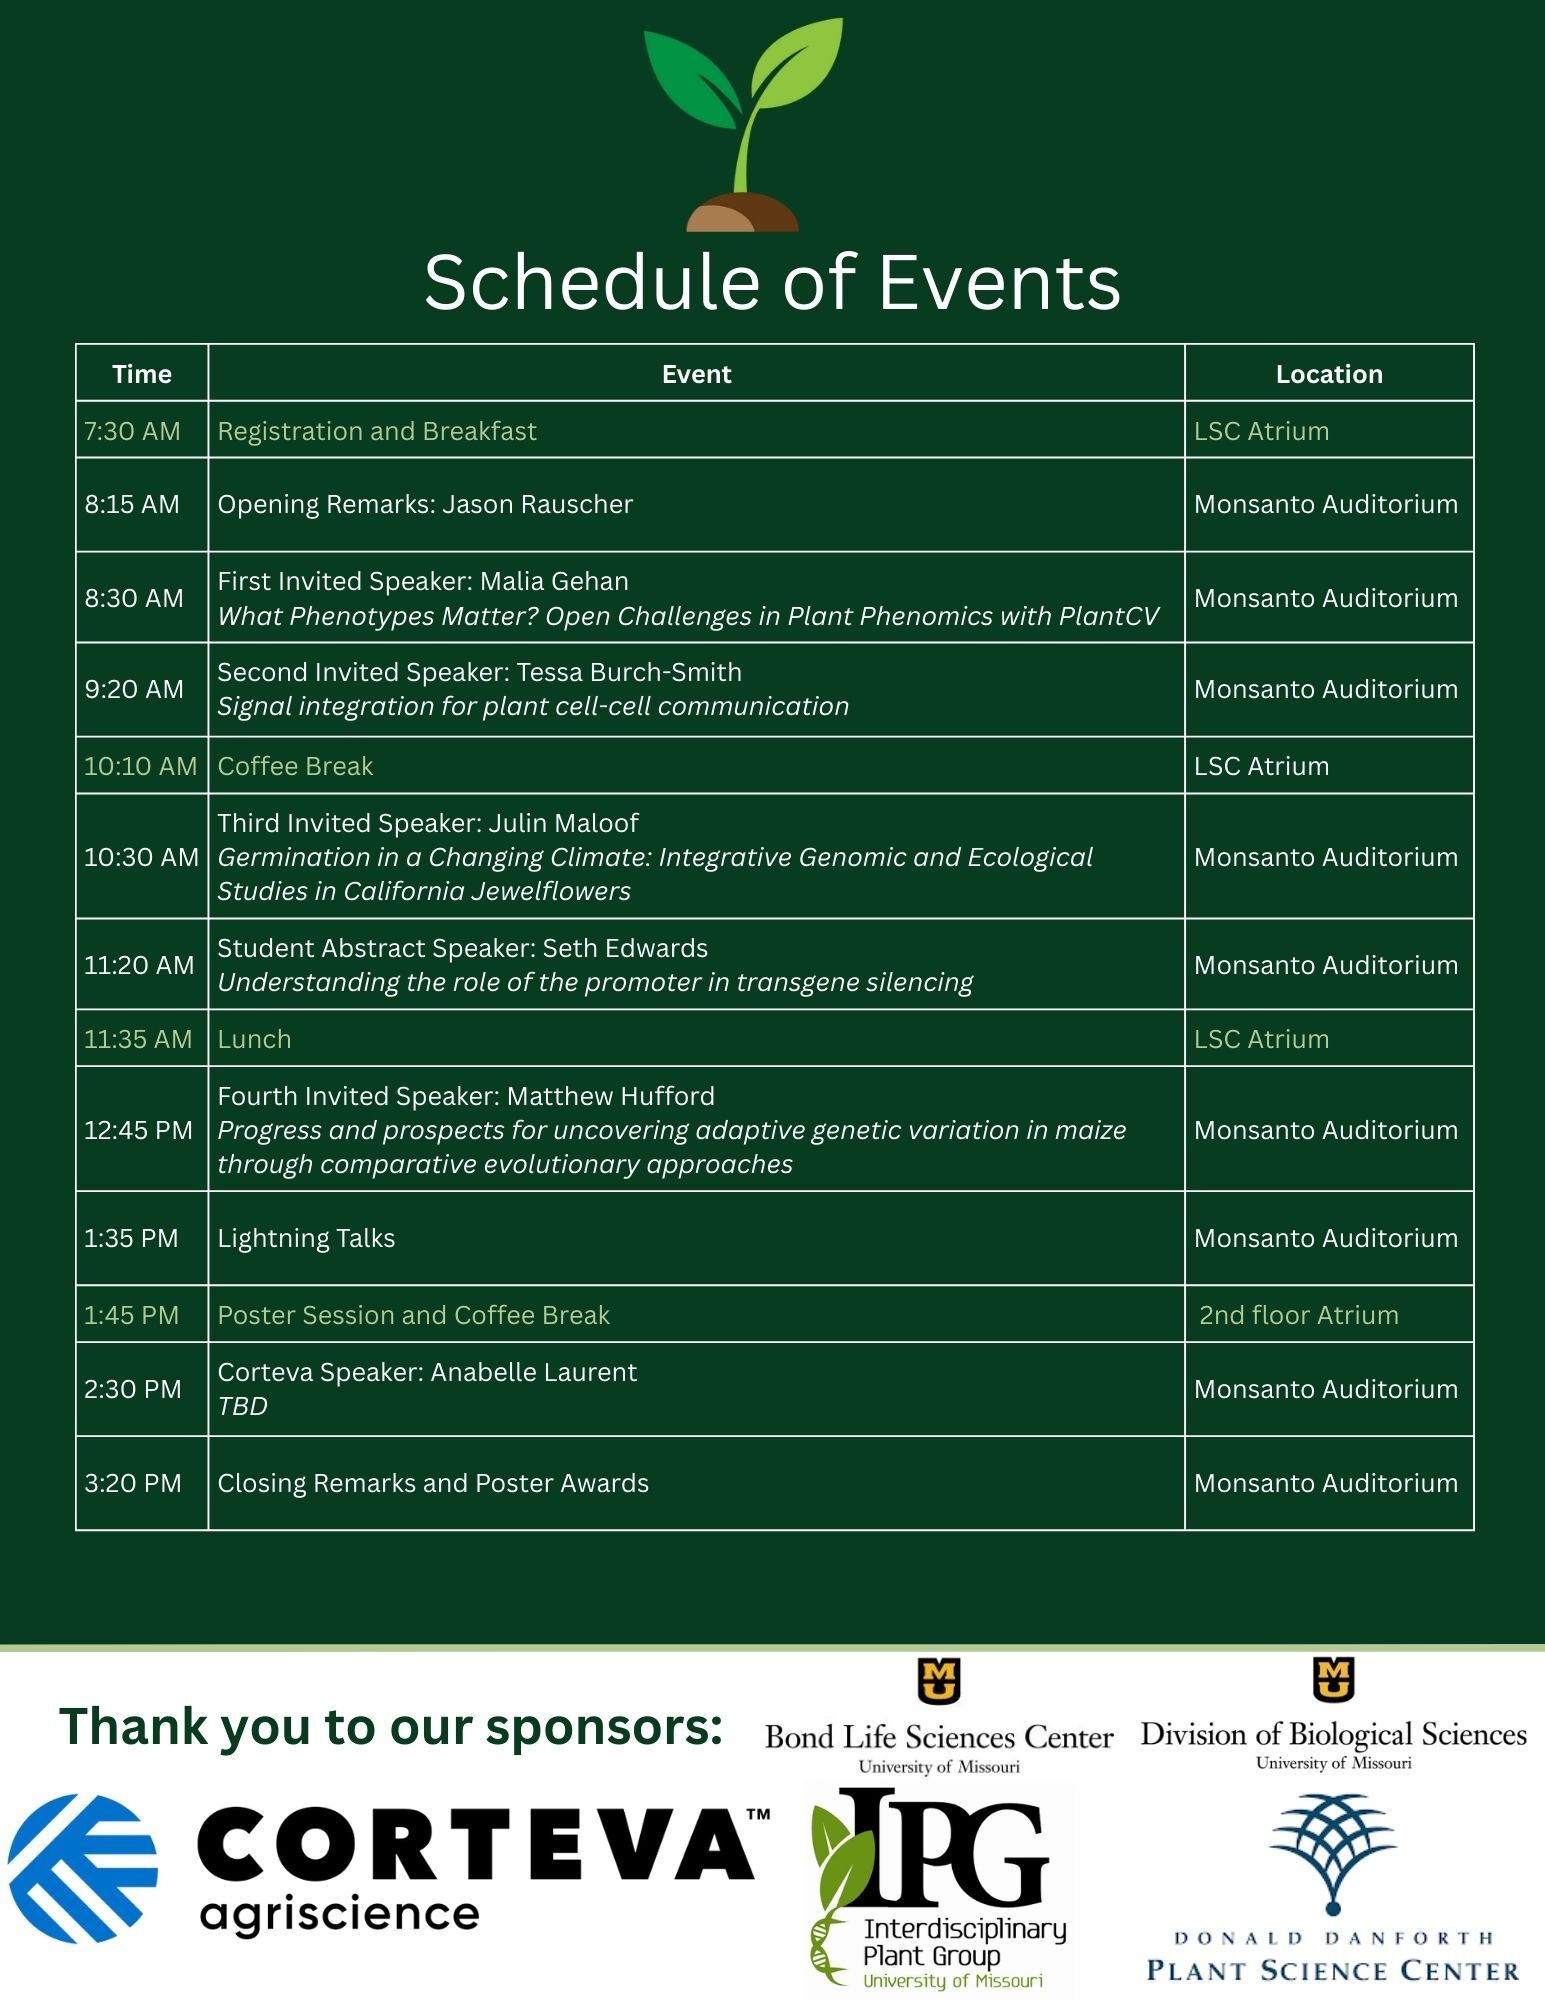 Schedule of Events
Time Event Location
7:30 AM Registration and Breakfast LSC Atrium
8:15 AM Opening Remarks: Jason Rauscher Monsanto Auditorium
First Invited Speaker: Malia Gehan
8:30 AM Monsanto Auditorium
What Phenotypes Matter? Open Challenges in Plant Phenomics with PlantCV
Second Invited Speaker: Tessa Burch-Smith
9:20 AM Monsanto Auditorium
Signal integration for plant cell-cell communication
10:10 AM Coffee Break LSC Atrium
Third Invited Speaker: Julin Maloof
10:30 AM Germination in a Changing Climate: Integrative Genomic and Ecological Monsanto Auditorium
Studies in California Jewelflowers
Student Abstract Speaker: Seth Edwards
11:20 AM Monsanto Auditorium
Understanding the role of the promoter in transgene silencing
11:35 AM Lunch LSC Atrium
Fourth Invited Speaker: Matthew Hufford
12:45 PM Progress and prospects for uncovering adaptive genetic variation in maize Monsanto Auditorium
through comparative evolutionary approaches
1:35 PM Lightning Talks Monsanto Auditorium
1:45 PM Poster Session and Coffee Break 2nd floor Atrium
Corteva Speaker: Anabelle Laurent
2:30 PM Monsanto Auditorium
TBD
3:20 PM Closing Remarks and Poster Awards Monsanto Auditorium
Thank you to our sponsors:
MU
Bond Life Sciences Center
University of Missouri
MU
Division of Biological Sciences
University of Missouri
CORTEVA™
agriscience
IPG
Interdisciplinary
Plant Group
University of Missouri
DONALD DANFORTH
PLANT SCIENCE CENTER